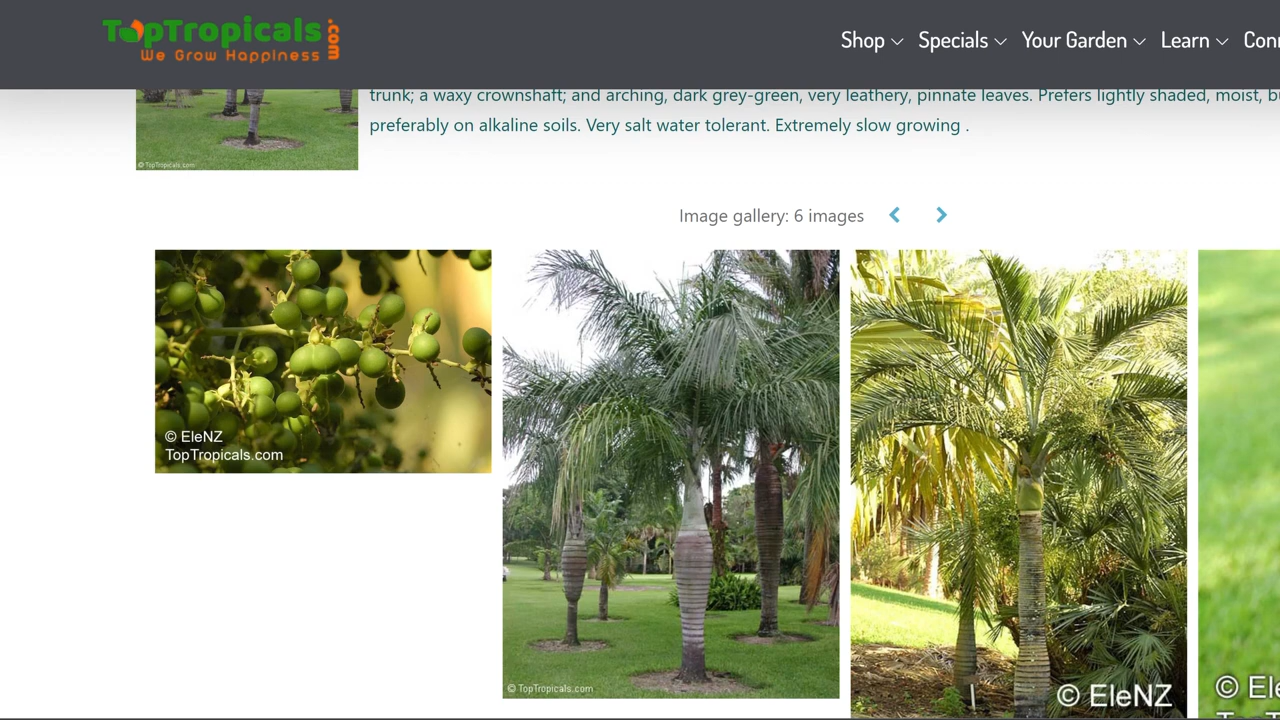 TopTropicals.com
We Grow Happiness
Shop
Specials
Your Garden
Learn
trunk; a waxy crownshaft; and arching, dark grey-green, very leathery, pinnate leaves. Prefers lightly shaded, moist,
preferably on alkaline soils. Very salt water tolerant. Extremely slow growing .
© TopTropicals.com
Image gallery: 6 images
© EleNZ
TopTropicals.com
© TopTropicals.com
© EleNZ